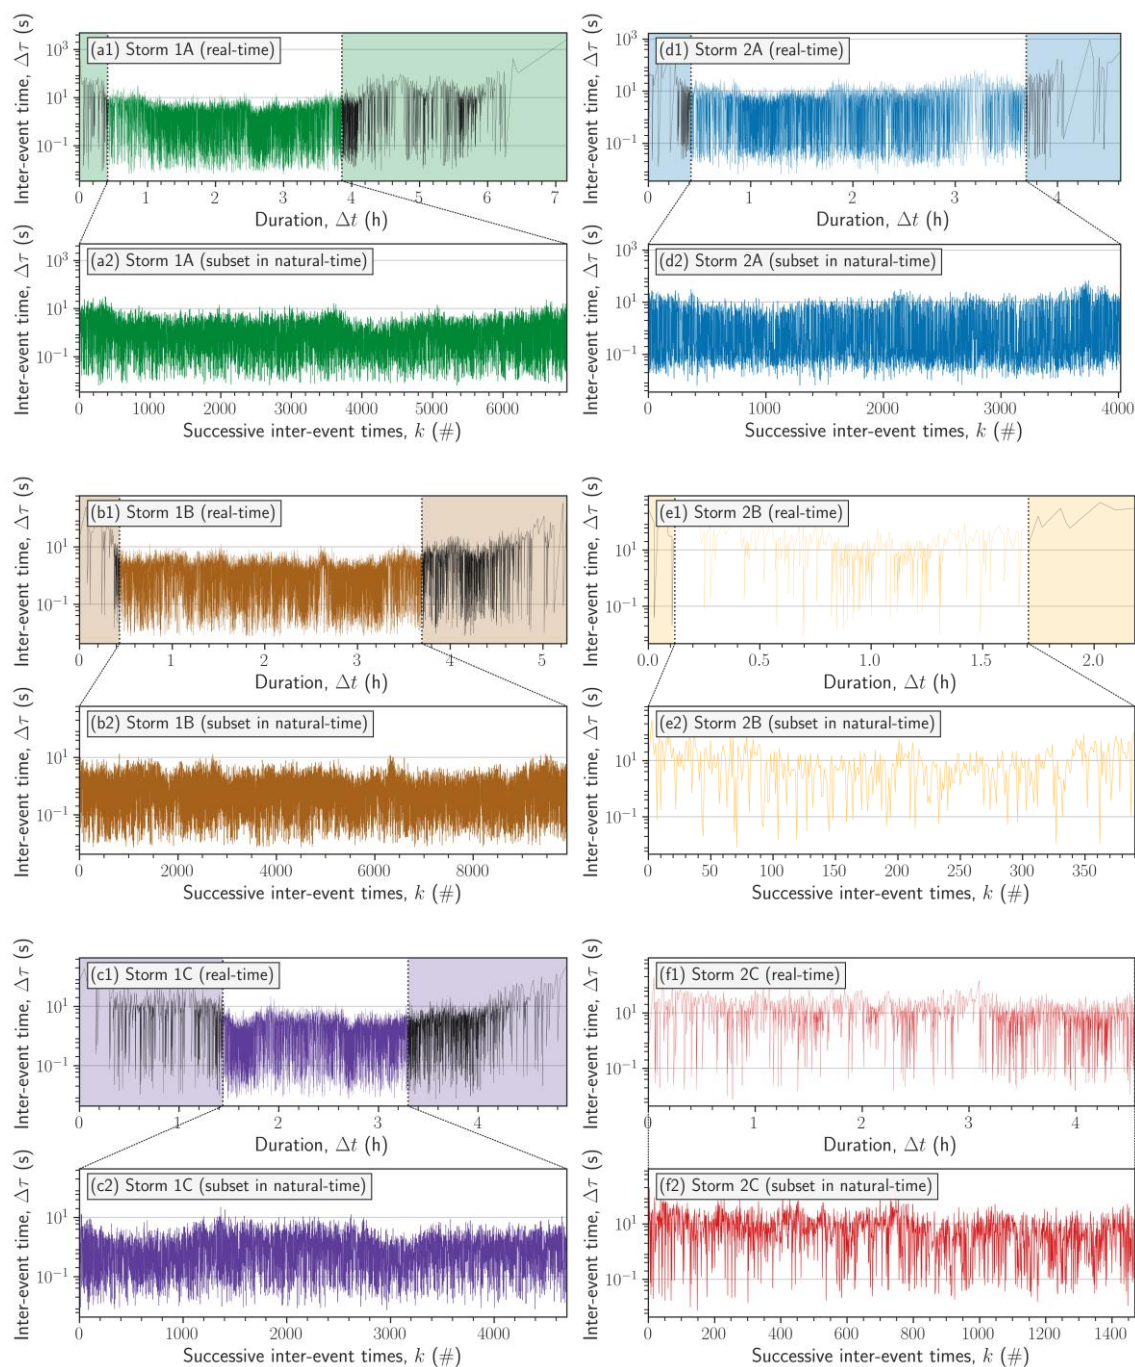 (a1) Storm 1A (real-time)
Inter-event time, Δτ (s)
10³
10¹
10⁻¹
0 1 2 3 4 5 6 7
Duration, Δt (h)
(a2) Storm 1A (subset in natural-time)
Inter-event time, Δτ (s)
10³
10¹
10⁻¹
0 1000 2000 3000 4000 5000 6000
Successive inter-event times, k (#)
(d1) Storm 2A (real-time)
Inter-event time, Δτ (s)
10³
10¹
10⁻¹
0 1 2 3 4
Duration, Δt (h)
(d2) Storm 2A (subset in natural-time)
Inter-event time, Δτ (s)
10³
10¹
10⁻¹
0 1000 2000 3000 4000
Successive inter-event times, k (#)
(b1) Storm 1B (real-time)
Inter-event time, Δτ (s)
10¹
10⁻¹
0 1 2 3 4 5
Duration, Δt (h)
(b2) Storm 1B (subset in natural-time)
Inter-event time, Δτ (s)
10¹
10⁻¹
0 2000 4000 6000 8000
Successive inter-event times, k (#)
(e1) Storm 2B (real-time)
Inter-event time, Δτ (s)
10¹
10⁻¹
0.0 0.5 1.0 1.5 2.0
Duration, Δt (h)
(e2) Storm 2B (subset in natural-time)
Inter-event time, Δτ (s)
10¹
10⁻¹
0 50 100 150 200 250 300 350
Successive inter-event times, k (#)
(c1) Storm 1C (real-time)
Inter-event time, Δτ (s)
10¹
10⁻¹
0 1 2 3 4
Duration, Δt (h)
(c2) Storm 1C (subset in natural-time)
Inter-event time, Δτ (s)
10¹
10⁻¹
0 1000 2000 3000 4000
Successive inter-event times, k (#)
(f1) Storm 2C (real-time)
Inter-event time, Δτ (s)
10¹
10⁻¹
0 1 2 3 4
Duration, Δt (h)
(f2) Storm 2C (subset in natural-time)
Inter-event time, Δτ (s)
10¹
10⁻¹
0 200 400 600 800 1000 1200 1400
Successive inter-event times, k (#)